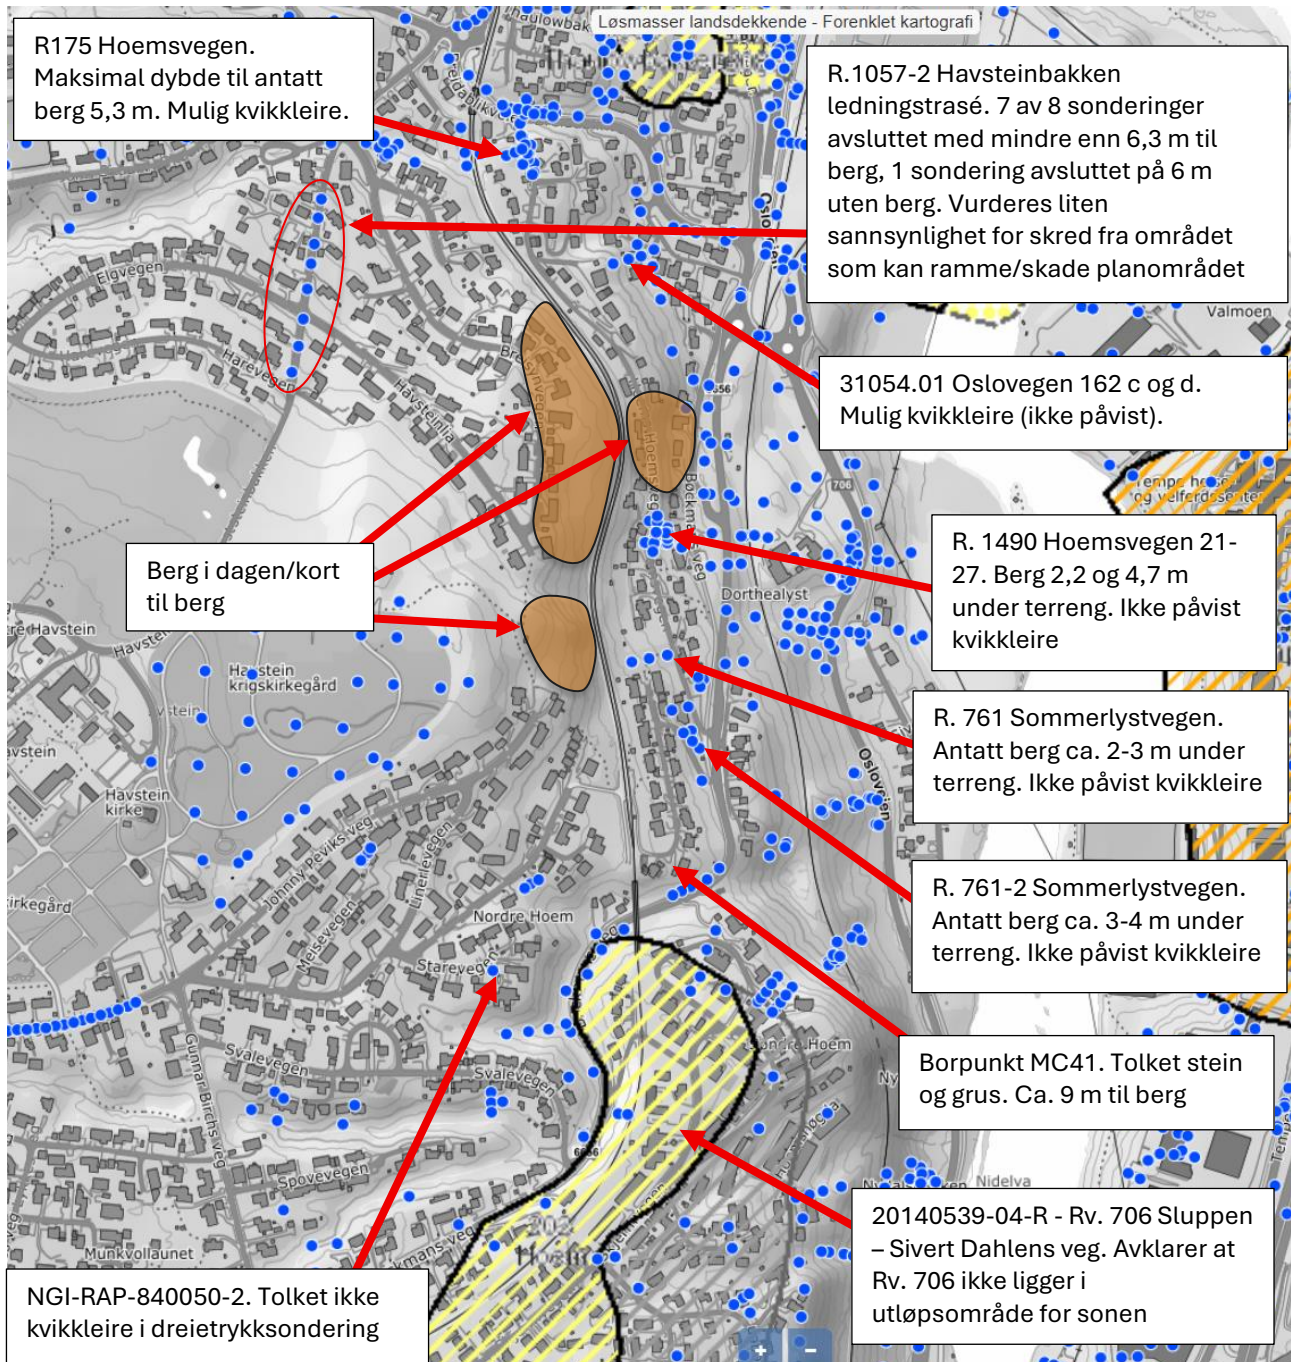 Løsmasser landsdekkende - Forenklet kartografi
R175 Hoemsvegen.
Maksimal dybde til antatt
berg 5,3 m. Mulig kvikkleire.
R.1057-2 Havsteinbakken
ledningstrasé. 7 av 8 sonderinger
avsluttet med mindre enn 6,3 m til
berg, 1 sondering avsluttet på 6 m
uten berg. Vurderes liten
sannsynlighet for skred fra området
som kan ramme/skade planområdet
Elgvegen
Harevegen
Havsteinlia
Valmoen
31054.01 Oslovegen 162 c og d.
Mulig kvikkleire (ikke påvist).
706
Berg i dagen/kort
til berg
R. 1490 Hoemsvegen 21-
27. Berg 2,2 og 4,7 m
under terreng. Ikke påvist
kvikkleire
Dorthealyst
Havstein
krigskirkegård
R. 761 Sommerlystvegen.
Antatt berg ca. 2-3 m under
terreng. Ikke påvist kvikkleire
Havstein
kirke
Osloveien
Johnny Peviks veg
Linerlevegen
Meisevegen
R. 761-2 Sommerlystvegen.
Antatt berg ca. 3-4 m under
terreng. Ikke påvist kvikkleire
Nordre Hoem
Starevegen
Gunnar Birchs veg
Svalevegen
Svalevegen
Borpunkt MC41. Tolket stein
og grus. Ca. 9 m til berg
Spovevegen
6656
Nidelva
Munkvollaunet
202
Hoem
20140539-04-R - Rv. 706 Sluppen
– Sivert Dahlens veg. Avklarer at
Rv. 706 ikke ligger i
utløpsområde for sonen
NGI-RAP-840050-2. Tolket ikke
kvikkleire i dreietrykksondering
+ −